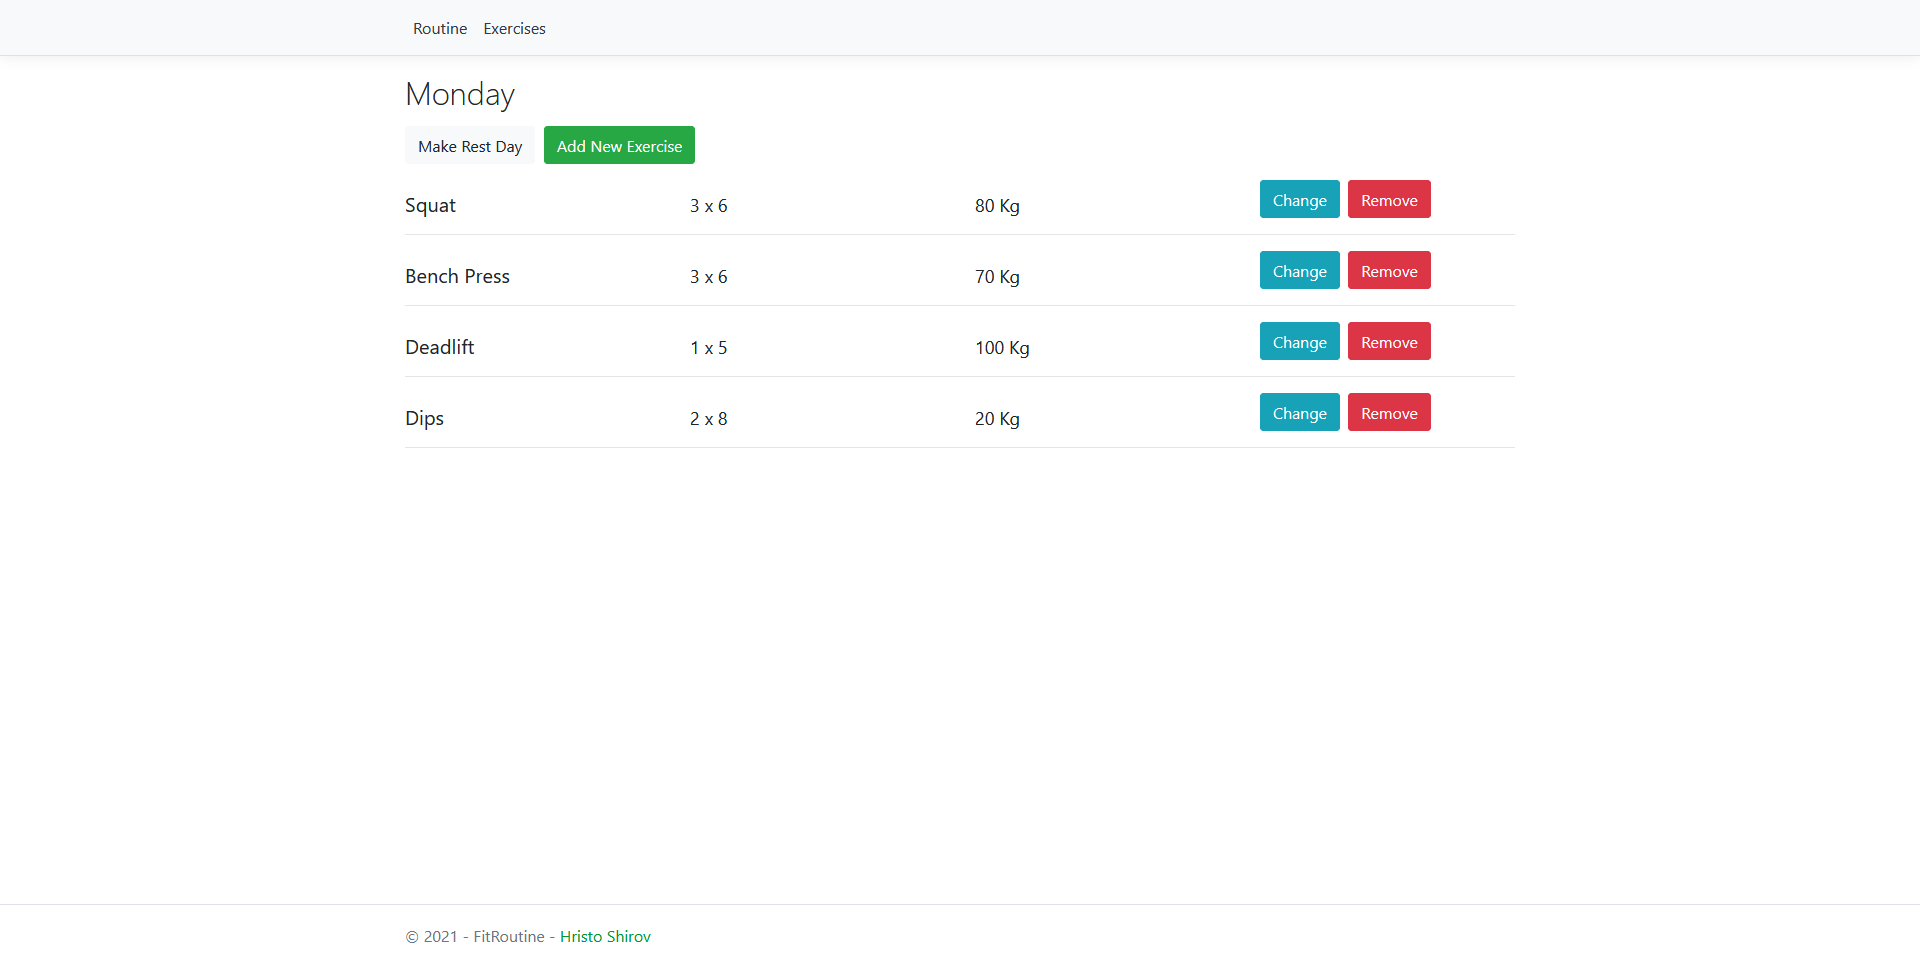 Routine Exercises
Monday
Make Rest Day Add New Exercise
Squat 3 x 6 80 Kg Change Remove
Bench Press 3 x 6 70 Kg Change Remove
Deadlift 1 x 5 100 Kg Change Remove
Dips 2 x 8 20 Kg Change Remove
© 2021 - FitRoutine - Hristo Shirov